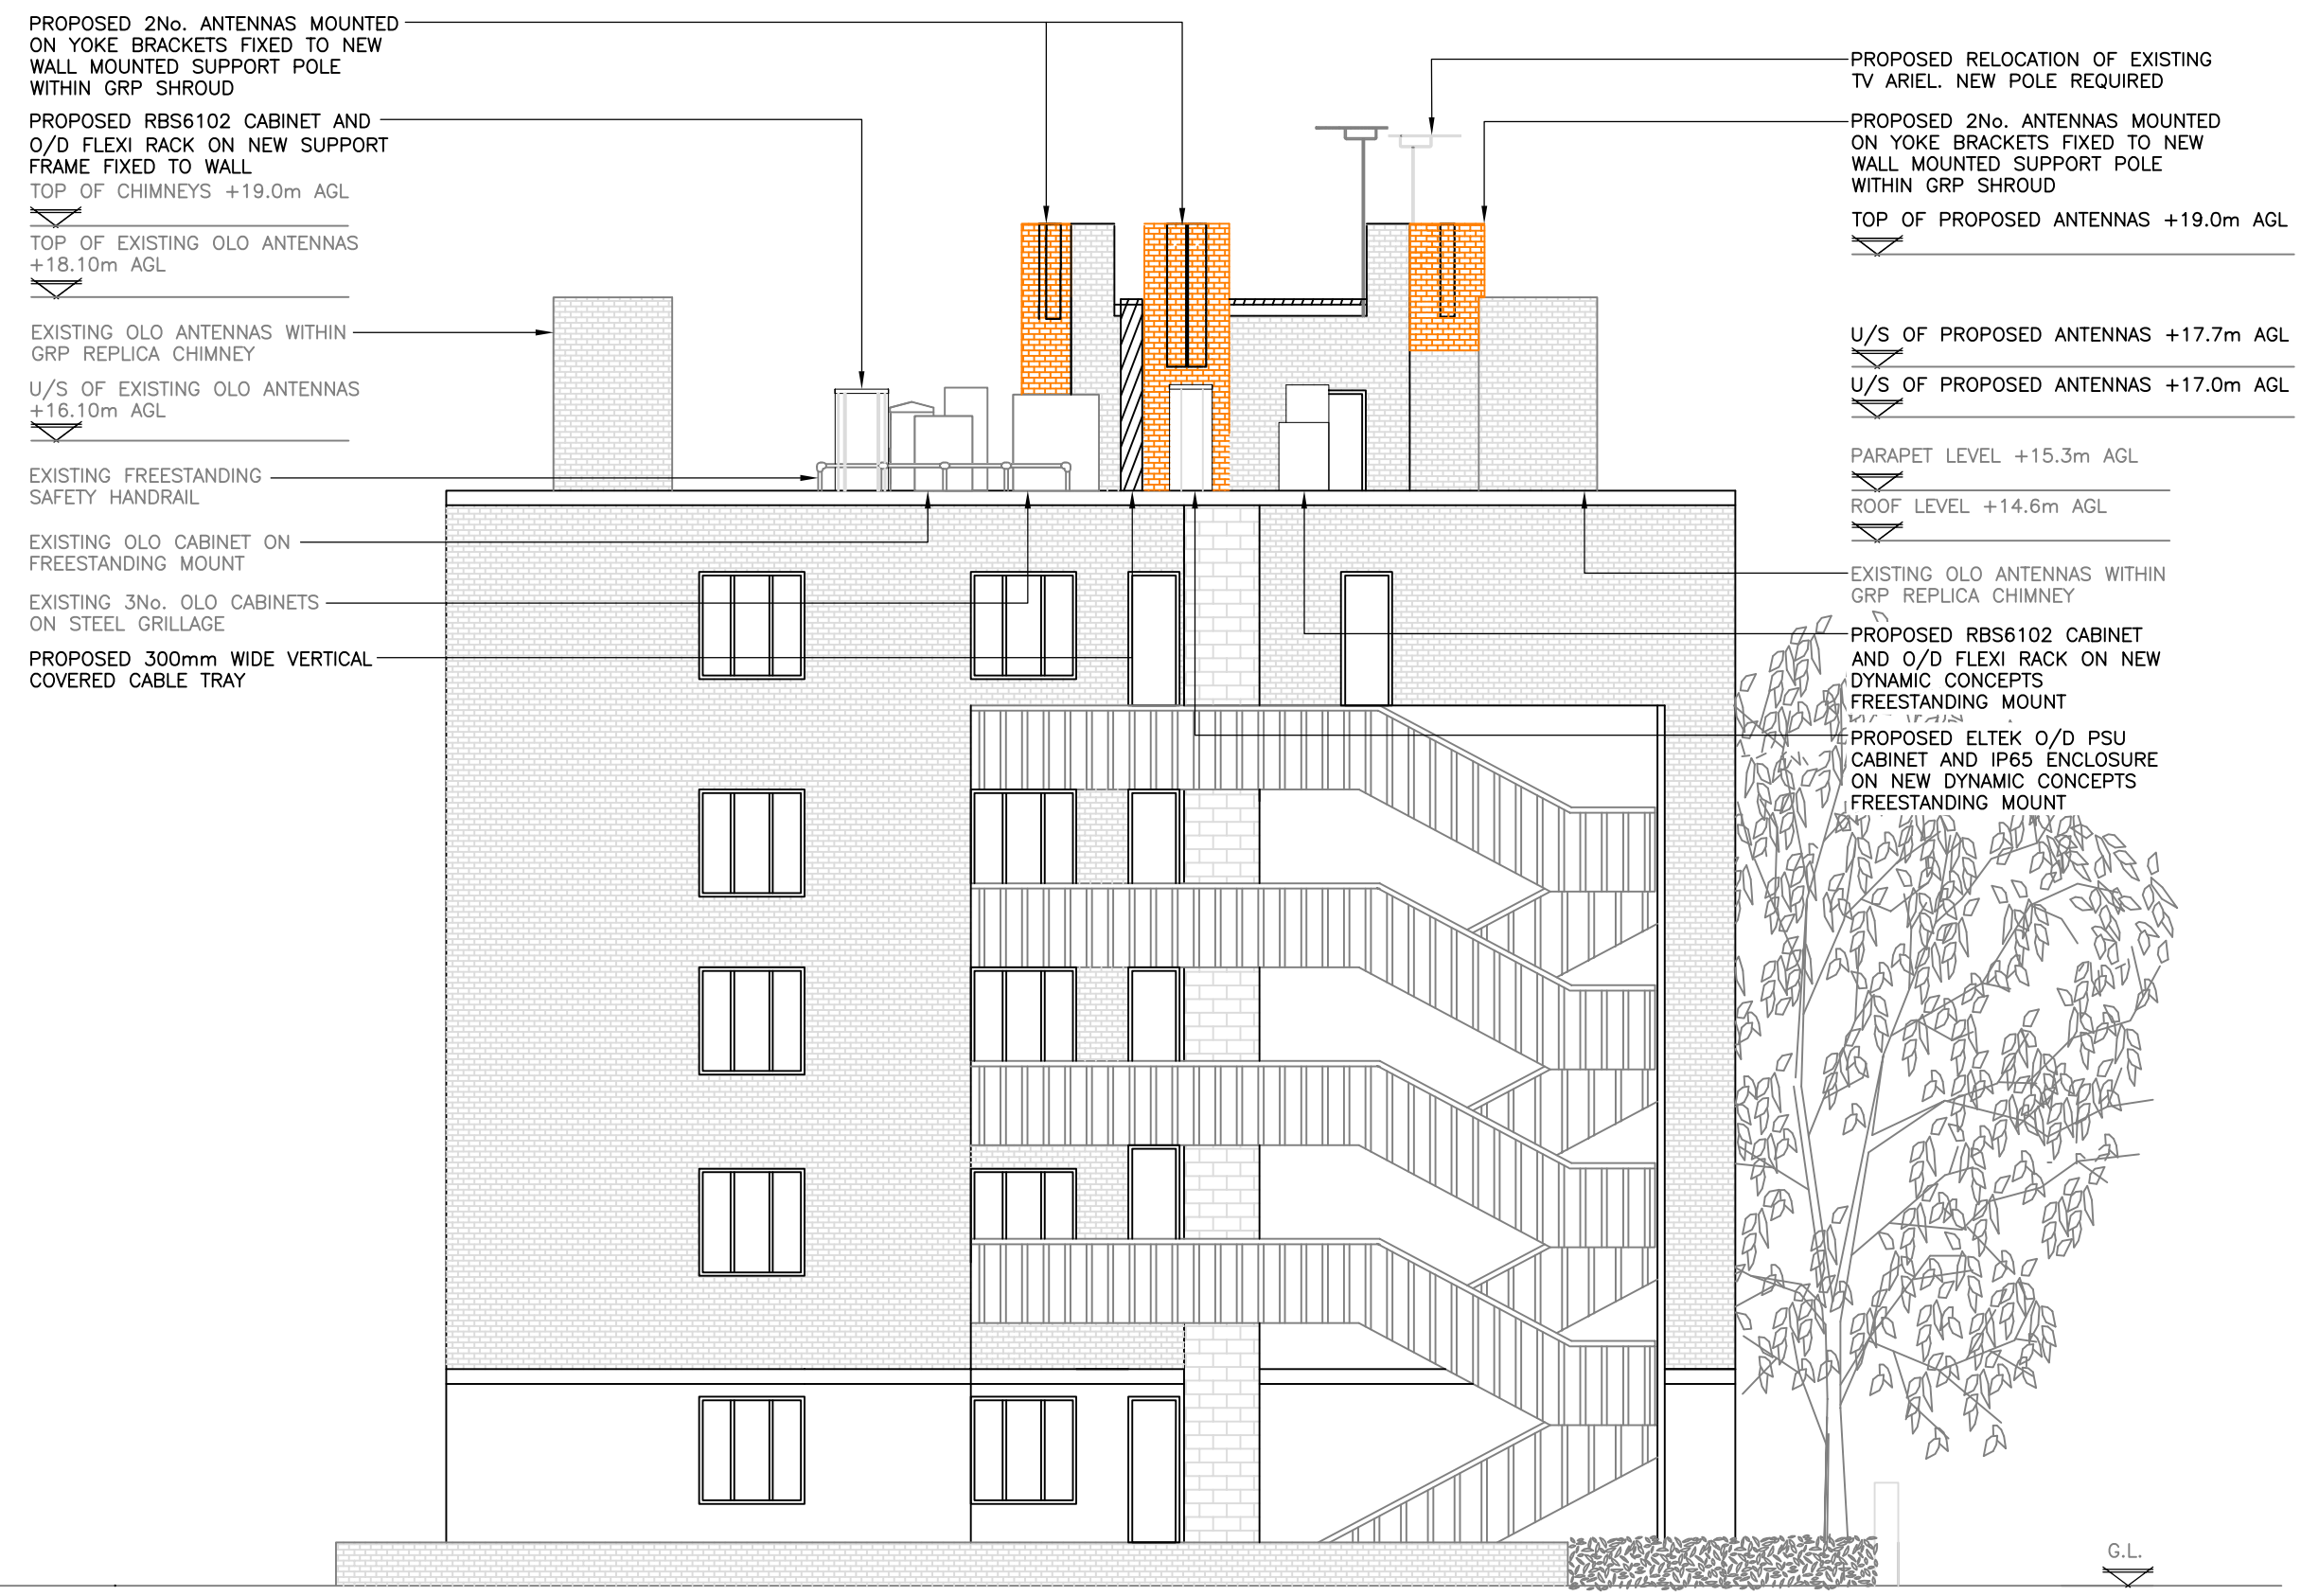 PROPOSED 2No. ANTENNAS MOUNTED
ON YOKE BRACKETS FIXED TO NEW
WALL MOUNTED SUPPORT POLE
WITHIN GRP SHROUD
PROPOSED RBS6102 CABINET AND
O/D FLEXI RACK ON NEW SUPPORT
FRAME FIXED TO WALL
TOP OF CHIMNEYS +19.0m AGL
TOP OF EXISTING OLO ANTENNAS
+18.10m AGL
EXISTING OLO ANTENNAS WITHIN
GRP REPLICA CHIMNEY
U/S OF EXISTING OLO ANTENNAS
+16.10m AGL
EXISTING FREESTANDING
SAFETY HANDRAIL
EXISTING OLO CABINET ON
FREESTANDING MOUNT
EXISTING 3No. OLO CABINETS
ON STEEL GRILLAGE
PROPOSED 300mm WIDE VERTICAL
COVERED CABLE TRAY
PROPOSED RELOCATION OF EXISTING
TV ARIEL. NEW POLE REQUIRED
PROPOSED 2No. ANTENNAS MOUNTED
ON YOKE BRACKETS FIXED TO NEW
WALL MOUNTED SUPPORT POLE
WITHIN GRP SHROUD
TOP OF PROPOSED ANTENNAS +19.0m AGL
U/S OF PROPOSED ANTENNAS +17.7m AGL
U/S OF PROPOSED ANTENNAS +17.0m AGL
PARAPET LEVEL +15.3m AGL
ROOF LEVEL +14.6m AGL
EXISTING OLO ANTENNAS WITHIN
GRP REPLICA CHIMNEY
PROPOSED RBS6102 CABINET
AND O/D FLEXI RACK ON NEW
DYNAMIC CONCEPTS
FREESTANDING MOUNT
PROPOSED ELTEK O/D PSU
CABINET AND IP65 ENCLOSURE
ON NEW DYNAMIC CONCEPTS
FREESTANDING MOUNT
G.L.